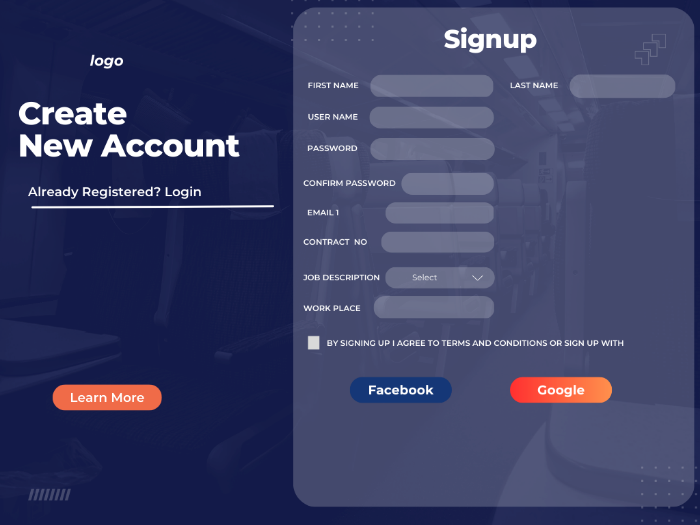 logo
Create
New Account
Already Registered? Login
Learn More
Signup
FIRST NAME
LAST NAME
USER NAME
PASSWORD
CONFIRM PASSWORD
EMAIL 1
CONTRACT NO
JOB DESCRIPTION Select
WORK PLACE
BY SIGNING UP I AGREE TO TERMS AND CONDITIONS OR SIGN UP WITH
Facebook
Google